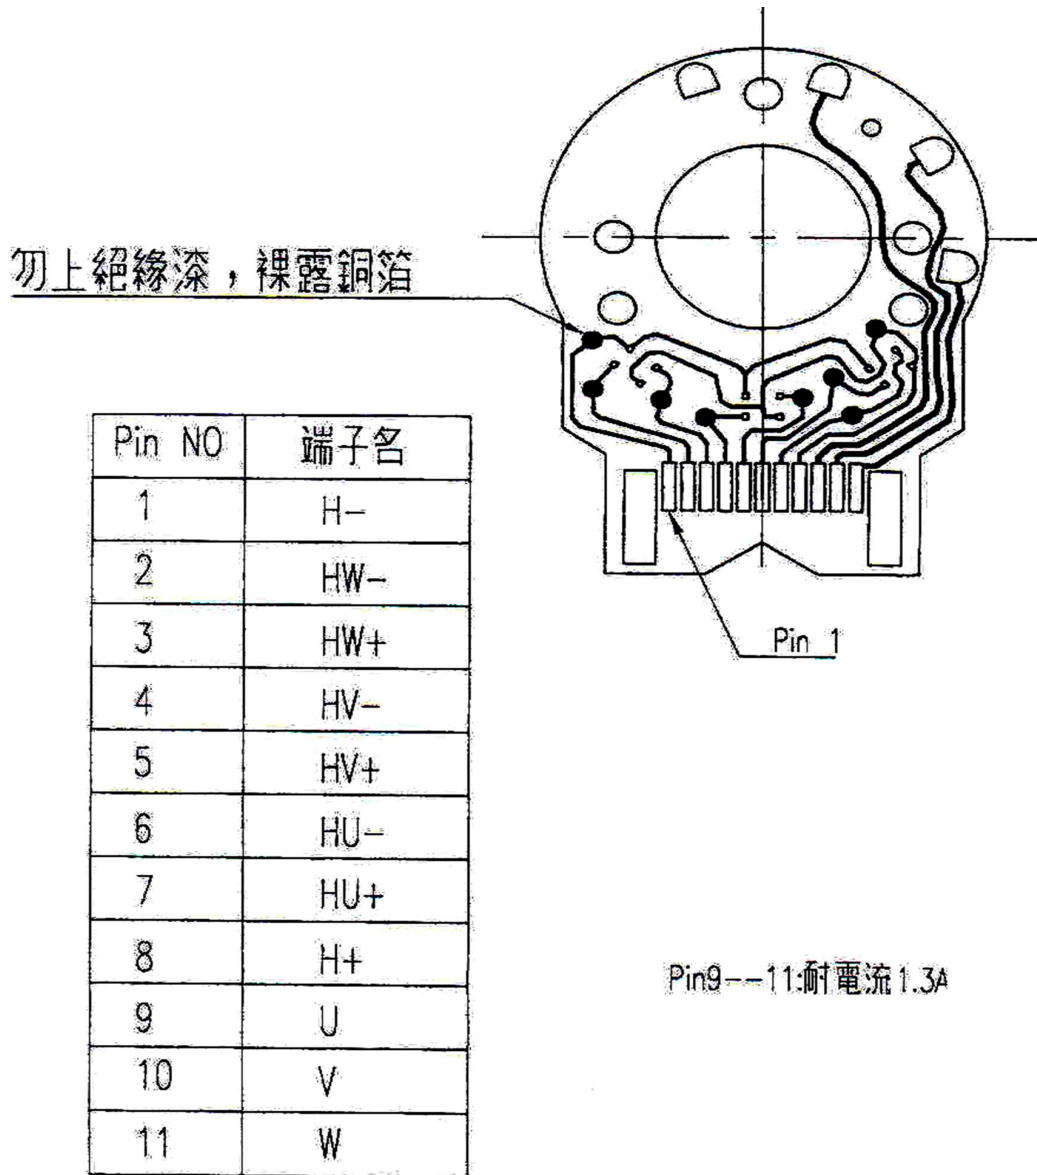 勿上絕緣漆，裸露銅箔
Pin 1
Pin NO 端子名
1 H-
2 HW-
3 HW+
4 HV-
5 HV+
6 HU-
7 HU+
8 H+
9 U
10 V
11 W
Pin9--11:耐電流1.3A